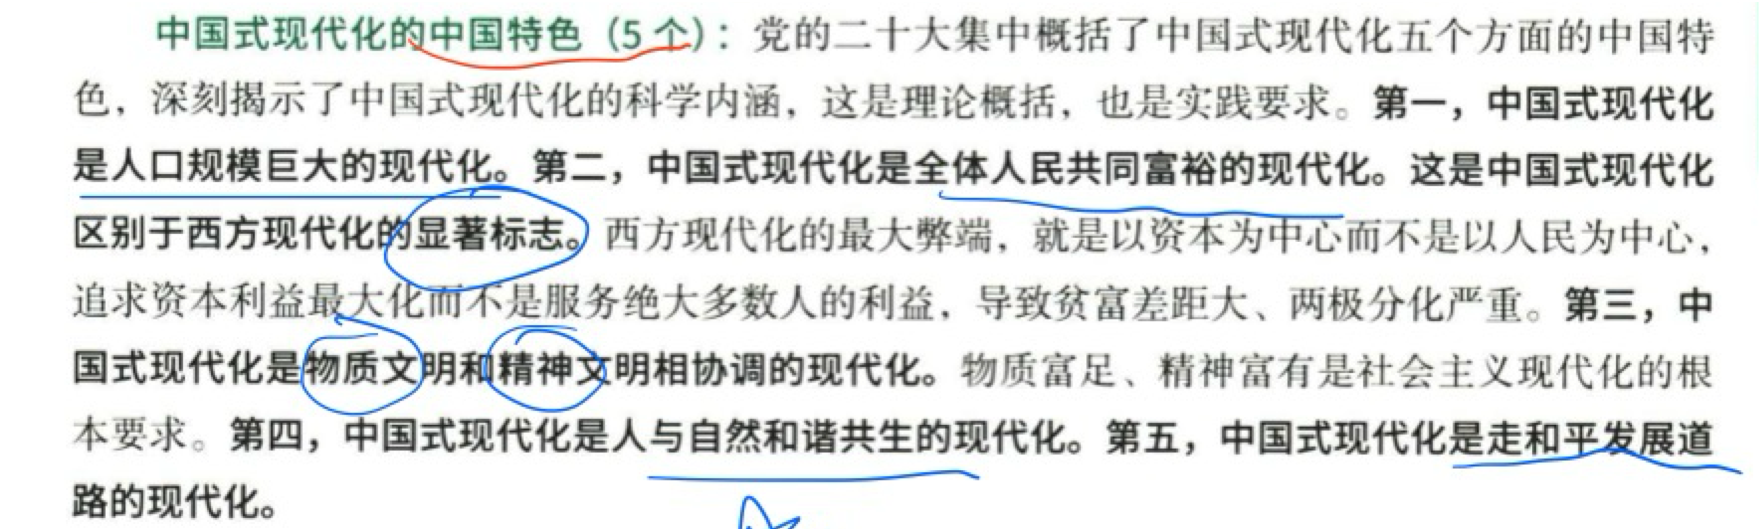 中国式现代化的中国特色（5 个）：党的二十大集中概括了中国式现代化五个方面的中国特
色，深刻揭示了中国式现代化的科学内涵，这是理论概括，也是实践要求。第一，中国式现代化
是人口规模巨大的现代化。第二，中国式现代化是全体人民共同富裕的现代化。这是中国式现代化
区别于西方现代化的显著标志。西方现代化的最大弊端，就是以资本为中心而不是以人民为中心，
追求资本利益最大化而不是服务绝大多数人的利益，导致贫富差距大、两极分化严重。第三，中
国式现代化是物质文明和精神文明相协调的现代化。物质富足、精神富有是社会主义现代化的根
本要求。第四，中国式现代化是人与自然和谐共生的现代化。第五，中国式现代化是走和平发展道
路的现代化。